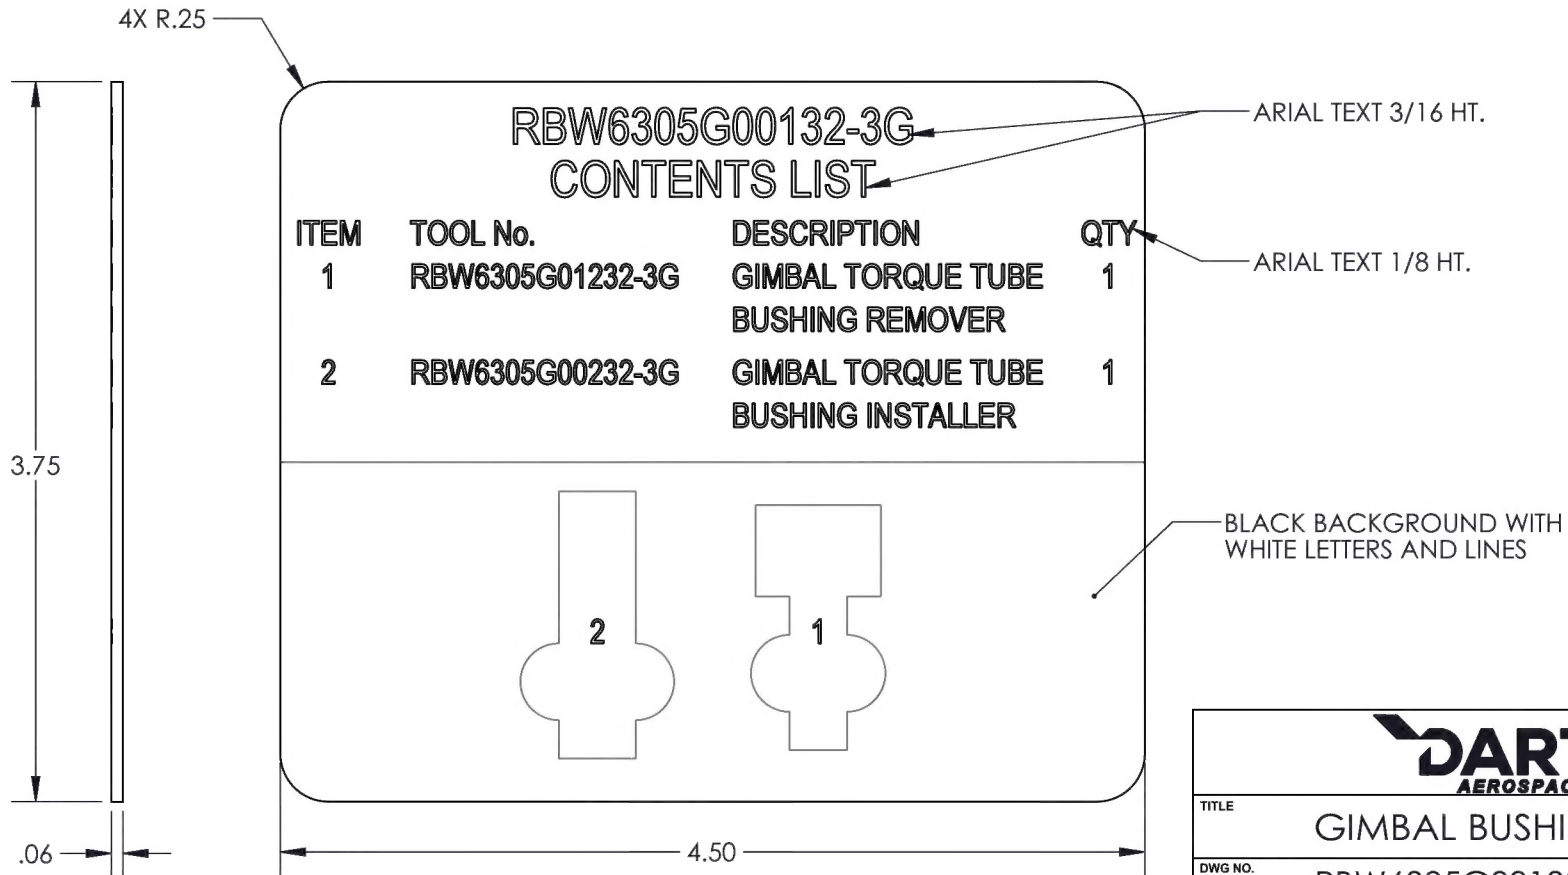 4X R.25
RBW6305G00132-3G
CONTENTS LIST
ARIAL TEXT 3/16 HT.
ITEM TOOL No. DESCRIPTION QTY
1 RBW6305G01232-3G GIMBAL TORQUE TUBE 1
BUSHING REMOVER
ARIAL TEXT 1/8 HT.
2 RBW6305G00232-3G GIMBAL TORQUE TUBE 1
BUSHING INSTALLER
3.75
BLACK BACKGROUND WITH
WHITE LETTERS AND LINES
2 1
.06
4.50
DART
AEROSPAC
TITLE
GIMBAL BUSHI
DWG NO.